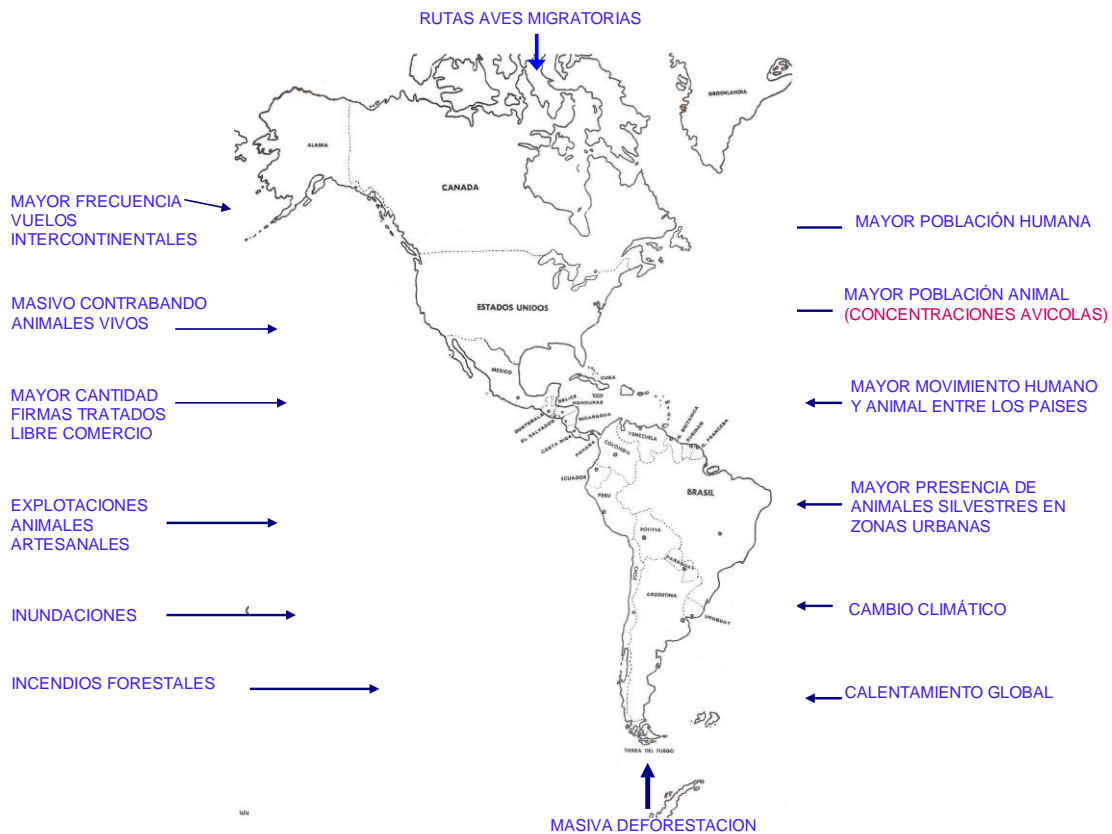 RUTAS AVES MIGRATORIAS
GROENLANDIA
ALASKA
CANADA
MAYOR FRECUENCIA
VUELOS
INTERCONTINENTALES
MAYOR POBLACIÓN HUMANA
MASIVO CONTRABANDO
ANIMALES VIVOS
ESTADOS UNIDOS
MAYOR POBLACIÓN ANIMAL
(CONCENTRACIONES AVICOLAS)
MEXICO
CUBA
MAYOR CANTIDAD
FIRMAS TRATADOS
LIBRE COMERCIO
BELICE
HONDURAS
GUATEMALA
EL SALVADOR
NICARAGUA
COSTA RICA
PANAMA
MAYOR MOVIMIENTO HUMANO
Y ANIMAL ENTRE LOS PAISES
VENEZUELA
G. BRITANICA
SURINAM
G. FRANCESA
COLOMBIA
ECUADOR
PERU
BRASIL
EXPLOTACIONES
ANIMALES
ARTESANALES
MAYOR PRESENCIA DE
ANIMALES SILVESTRES EN
ZONAS URBANAS
BOLIVIA
PARAGUAY
CHILE
ARGENTINA
URUGUAY
INUNDACIONES
CAMBIO CLIMÁTICO
INCENDIOS FORESTALES
CALENTAMIENTO GLOBAL
TIERRA DEL FUEGO
MASIVA DEFORESTACION